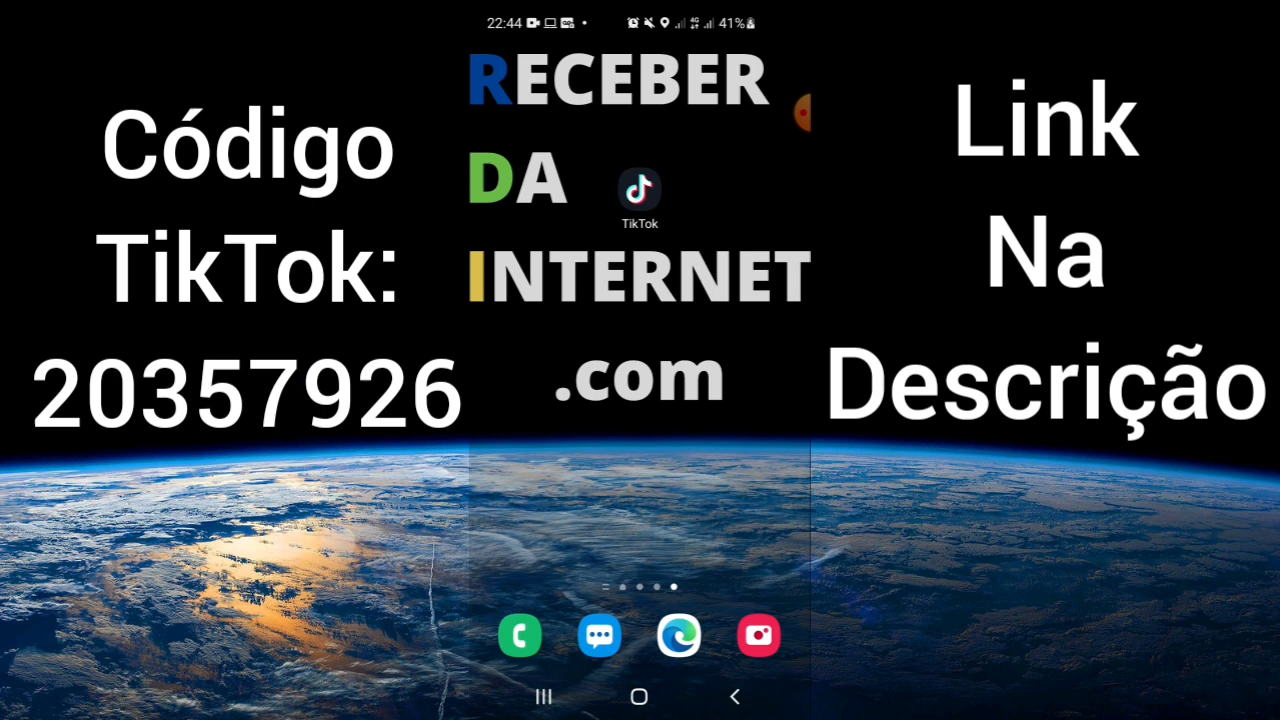 22:44
41%
Código
TikTok:
20357926
RECEBER
DA
TikTok
INTERNET
.com
Link
Na
Descrição